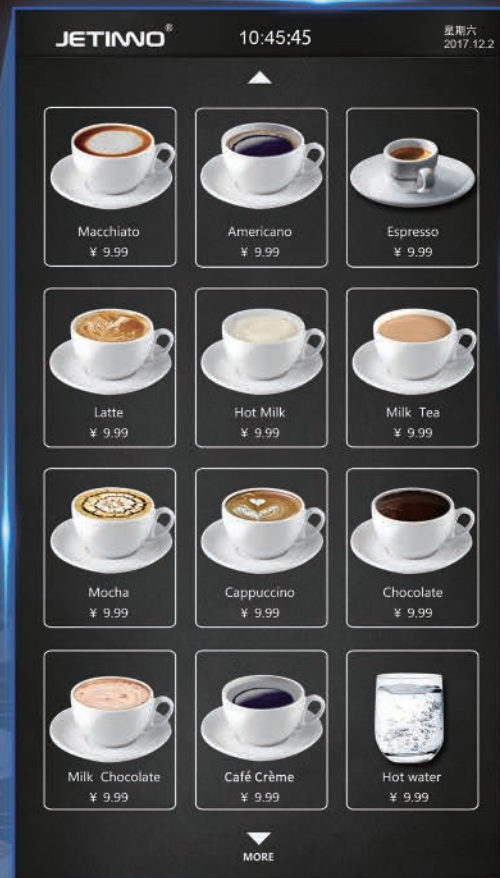 JETINNO®
10:45:45
星期六
2017.12.2
Macchiato
¥ 9.99
Americano
¥ 9.99
Espresso
¥ 9.99
Latte
¥ 9.99
Hot Milk
¥ 9.99
Milk Tea
¥ 9.99
Mocha
¥ 9.99
Cappuccino
¥ 9.99
Chocolate
¥ 9.99
Milk Chocolate
¥ 9.99
Café Crème
¥ 9.99
Hot water
¥ 9.99
MORE